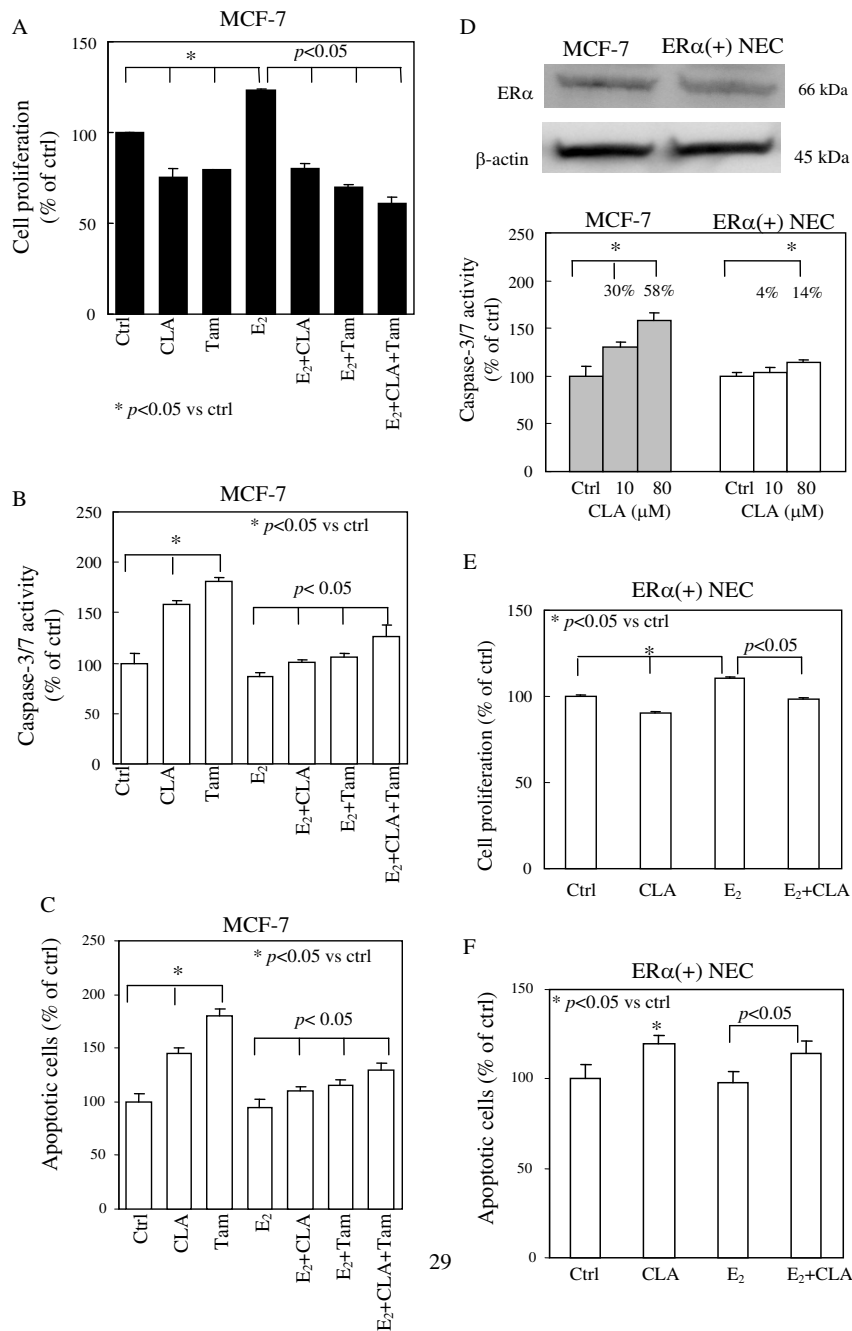 A
MCF-7
*
p<0.05
Cell proliferation
(% of ctrl)
150
100
50
0
Ctrl
CLA
Tam
E₂
E₂+CLA
E₂+Tam
E₂+CLA+Tam
* p<0.05 vs ctrl
B
MCF-7
* p<0.05 vs ctrl
*
p< 0.05
Caspase-3/7 activity
(% of ctrl)
250
200
150
100
50
0
Ctrl
CLA
Tam
E₂
E₂+CLA
E₂+Tam
E₂+CLA+Tam
C
MCF-7
* p<0.05 vs ctrl
*
p< 0.05
Apoptotic cells (% of ctrl)
250
200
150
100
50
0
Ctrl
CLA
Tam
E₂
E₂+CLA
E₂+Tam
E₂+CLA+Tam
D
MCF-7 ERα(+) NEC
ERα 66 kDa
β-actin 45 kDa
MCF-7 ERα(+) NEC
* *
30% 58% 4% 14%
Caspase-3/7 activity
(% of ctrl)
250
200
150
100
50
0
Ctrl 10 80 Ctrl 10 80
CLA (μM) CLA (μM)
E
ERα(+) NEC
* p<0.05 vs ctrl
*
p<0.05
Cell proliferation (% of ctrl)
150
100
50
0
Ctrl CLA E₂ E₂+CLA
F
ERα(+) NEC
* p<0.05 vs ctrl
*
p<0.05
Apoptotic cells (% of ctrl)
150
100
50
0
Ctrl CLA E₂ E₂+CLA
29